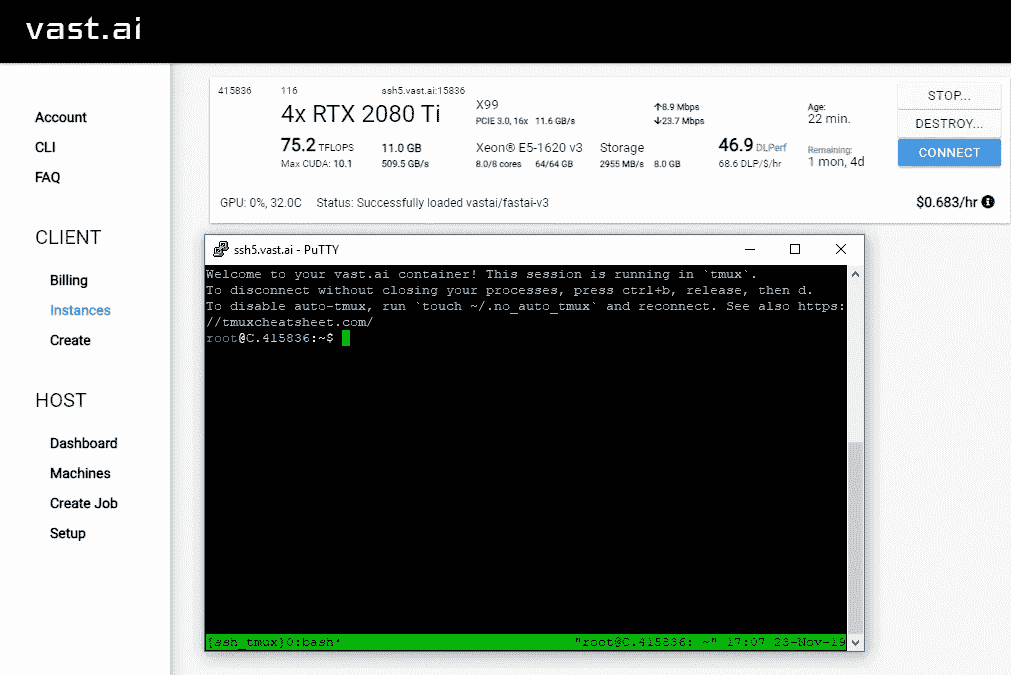 vast.ai
Account
CLI
FAQ
CLIENT
Billing
Instances
Create
HOST
Dashboard
Machines
Create Job
Setup
415836 116 ssh5.vast.ai:15836
4x RTX 2080 Ti X99 ↑8.9 Mbps Age: STOP...
PCIE 3.0, 16x 11.6 GB/s ↓23.7 Mbps 22 min. DESTROY...
75.2 TFLOPS 11.0 GB Xeon® E5-1620 v3 Storage 46.9 DLPerf Remaining: CONNECT
Max CUDA: 10.1 509.5 GB/s 8.0/8 cores 64/64 GB 2955 MB/s 8.0 GB 68.6 DLP/$/hr 1 mon, 4d
GPU: 0%, 32.0C Status: Successfully loaded vastai/fastai-v3 $0.683/hr
ssh5.vast.ai - PuTTY
Welcome to your vast.ai container! This session is running in `tmux`.
To disconnect without closing your processes, press ctrl+b, release, then d.
To disable auto-tmux, run `touch ~/.no_auto_tmux` and reconnect. See also https:
//tmuxcheatsheet.com/
root@C.415836:~$
[ssh_tmux]0:bash* "root@C.415836: ~" 17:07 23-Nov-19